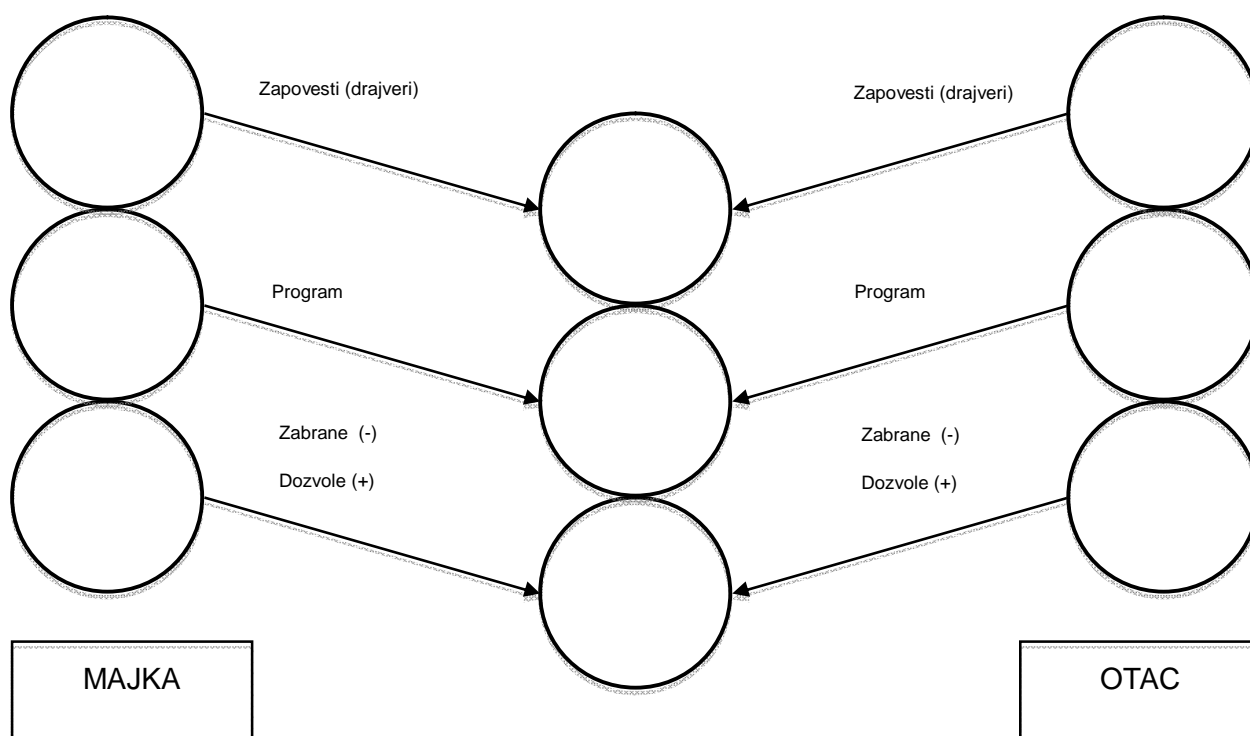 Zapovesti (drajveri)
Zapovesti (drajveri)
Program
Program
Zabrane (-)
Dozvole (+)
Zabrane (-)
Dozvole (+)
MAJKA
OTAC